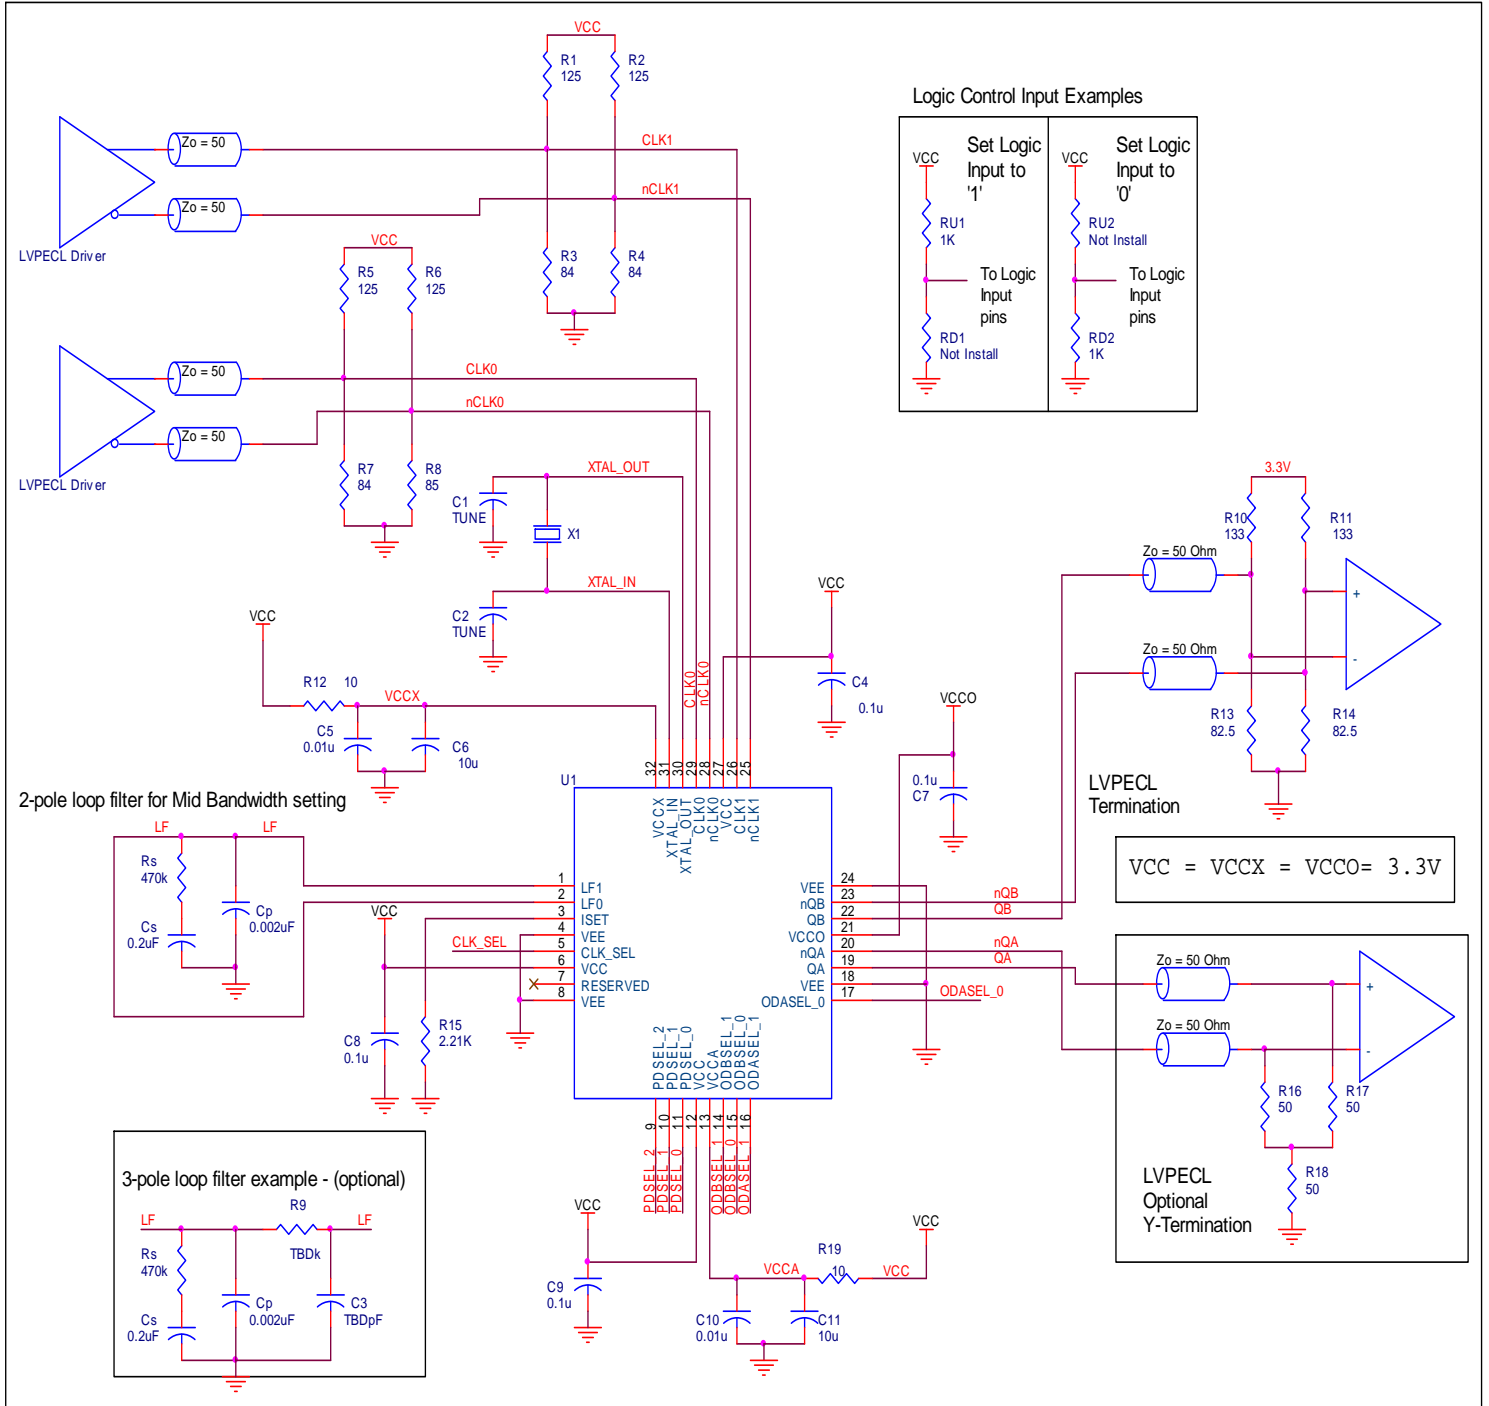 VCC
R1
125
R2
125
Zo = 50
CLK1
Zo = 50
nCLK1
LVPECL Driver
VCC
R5
125
R6
125
R3
84
R4
84
Zo = 50
CLK0
Zo = 50
nCLK0
LVPECL Driver
R7
84
R8
85
Logic Control Input Examples
VCC
Set Logic
Input to
'1'
RU1
1K
To Logic
Input
pins
RD1
Not Install
VCC
Set Logic
Input to
'0'
RU2
Not Install
To Logic
Input
pins
RD2
1K
XTAL_OUT
C1
TUNE
X1
XTAL_IN
C2
TUNE
VCC
R12 10
VCCX
C5
0.01u
C6
10u
CLK0
nCLK0
VCC
C4
0.1u
VCCO
0.1u
C7
3.3V
R10
133
R11
133
Zo = 50 Ohm
+
Zo = 50 Ohm
-
R13
82.5
R14
82.5
LVPECL
Termination
VCC = VCCX = VCCO= 3.3V
2-pole loop filter for Mid Bandwidth setting
LF
LF
Rs
470k
Cs
0.2uF
Cp
0.002uF
U1
32
31
30
29
28
27
26
25
VCCX
XTAL_IN
XTAL_OUT
CLK0
nCLK0
VCC
CLK1
nCLK1
1
LF1
2
LF0
3
ISET
4
VEE
5
CLK_SEL
6
VCC
7
RESERVED
8
VEE
CLK_SEL
VCC
C8
0.1u
R15
2.21K
24
VEE
23
nQB
22
QB
21
VCCO
20
nQA
19
QA
18
VEE
17
ODASEL_0
nQB
QB
nQA
QA
ODASEL_0
PDSEL_2
PDSEL_1
PDSEL_0
VCC
VCCA
ODBSEL_1
ODBSEL_0
ODASEL_1
9
10
11
12
13
14
15
16
PDSEL_2
PDSEL_1
PDSEL_0
ODBSEL_1
ODBSEL_0
ODASEL_1
Zo = 50 Ohm
+
Zo = 50 Ohm
-
R16
50
R17
50
R18
50
LVPECL
Optional
Y-Termination
3-pole loop filter example - (optional)
LF
R9
TBDk
LF
Rs
470k
Cs
0.2uF
Cp
0.002uF
C3
TBDpF
VCC
C9
0.1u
VCCA
R19
10
VCC
VCC
C10
0.01u
C11
10u